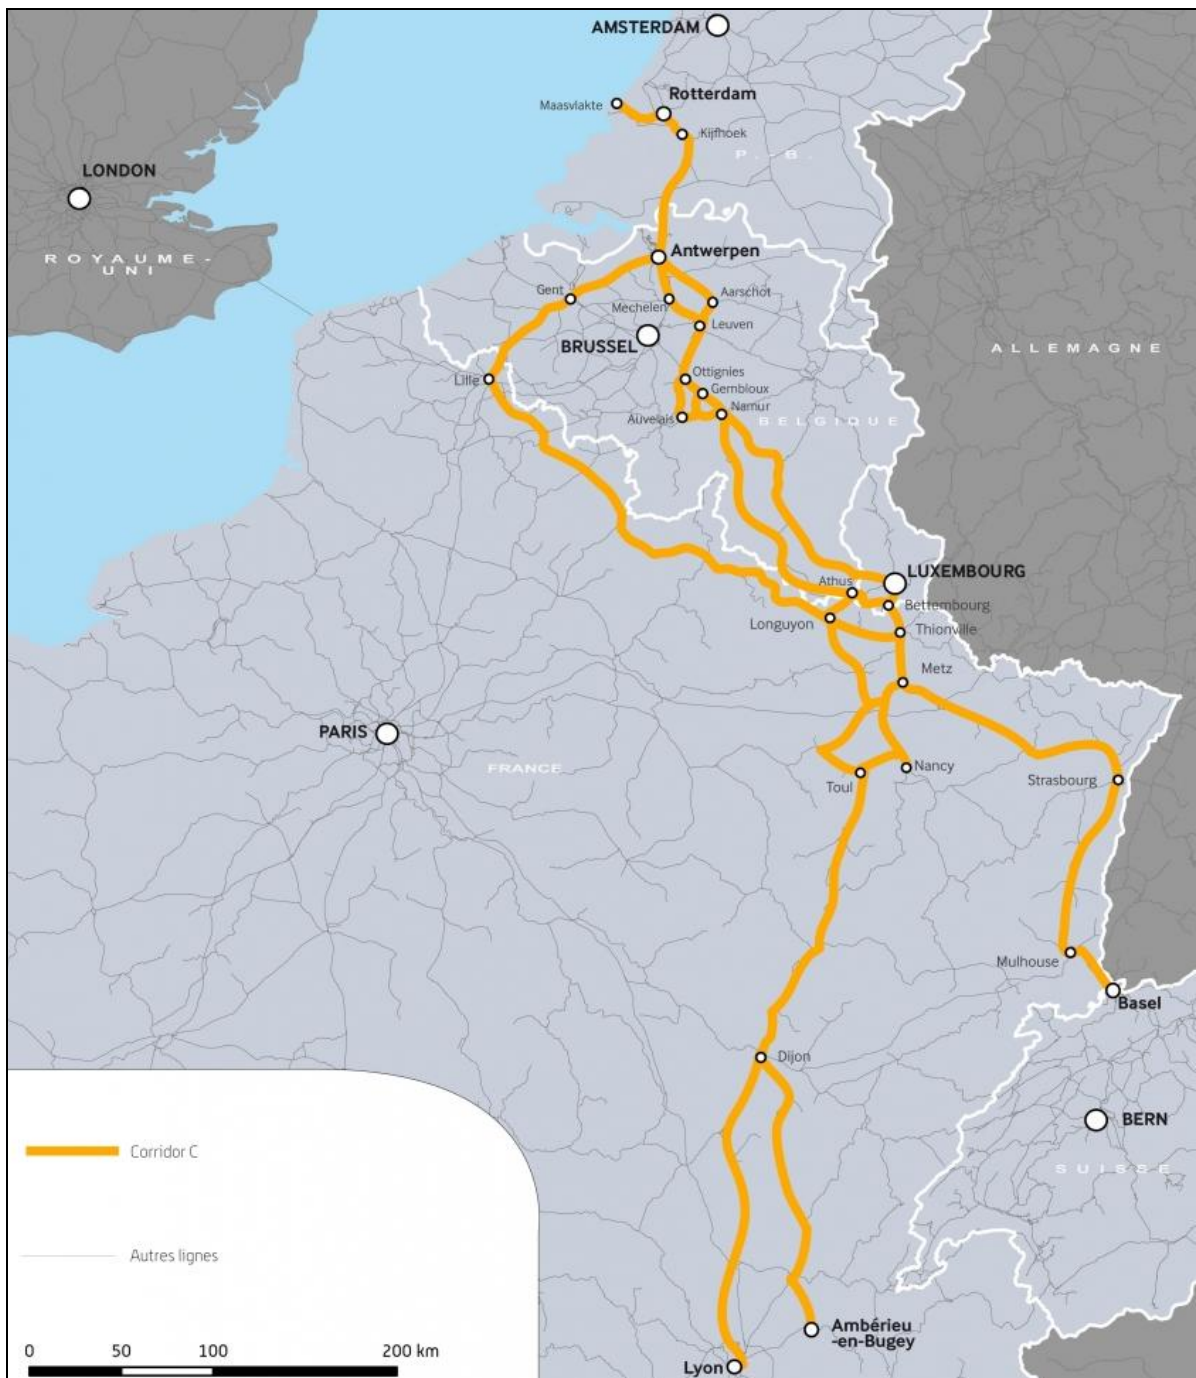 AMSTERDAM
Maasvlakte
Rotterdam
Kijfhoek
P. - B.
LONDON
ROYAUME-
UNI
Antwerpen
Gent
Mechelen
Aarschot
Leuven
BRUSSEL
ALLEMAGNE
Lille
Ottignies
Gembloux
Auvelais
Namur
BELGIQUE
LUXEMBOURG
Athus
Bettembourg
Longuyon
Thionville
Metz
PARIS
FRANCE
Nancy
Toul
Strasbourg
Mulhouse
Basel
Dijon
BERN
SUISSE
Corridor C
Autres lignes
Ambérieu
-en-Bugey
Lyon
0 50 100 200 km